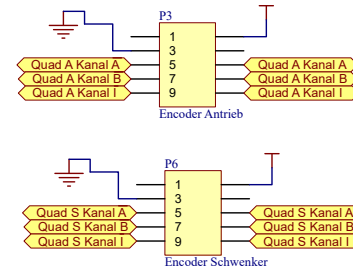 P3
1
3
Quad A Kanal A 5 Quad A Kanal A
Quad A Kanal B 7 Quad A Kanal B
Quad A Kanal I 9 Quad A Kanal I
Encoder Antrieb
P6
1
3
Quad S Kanal A 5 Quad S Kanal A
Quad S Kanal B 7 Quad S Kanal B
Quad S Kanal I 9 Quad S Kanal I
Encoder Schwenker